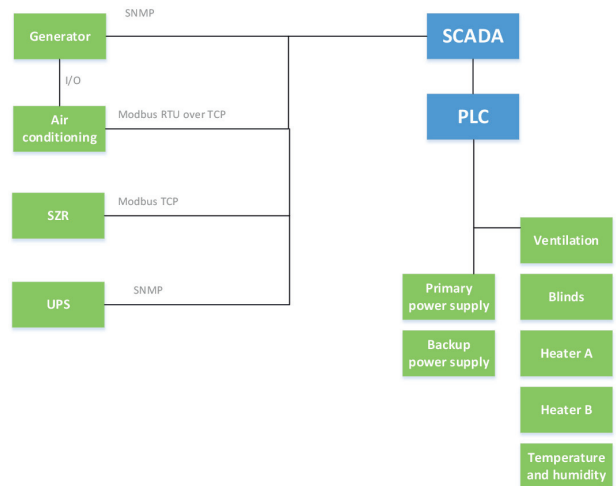 SNMP
Generator
SCADA
I/O
Air
conditioning
Modbus RTU over TCP
PLC
SZR
Modbus TCP
Ventilation
UPS
SNMP
Primary
power supply
Blinds
Backup
power supply
Heater A
Heater B
Temperature
and humidity